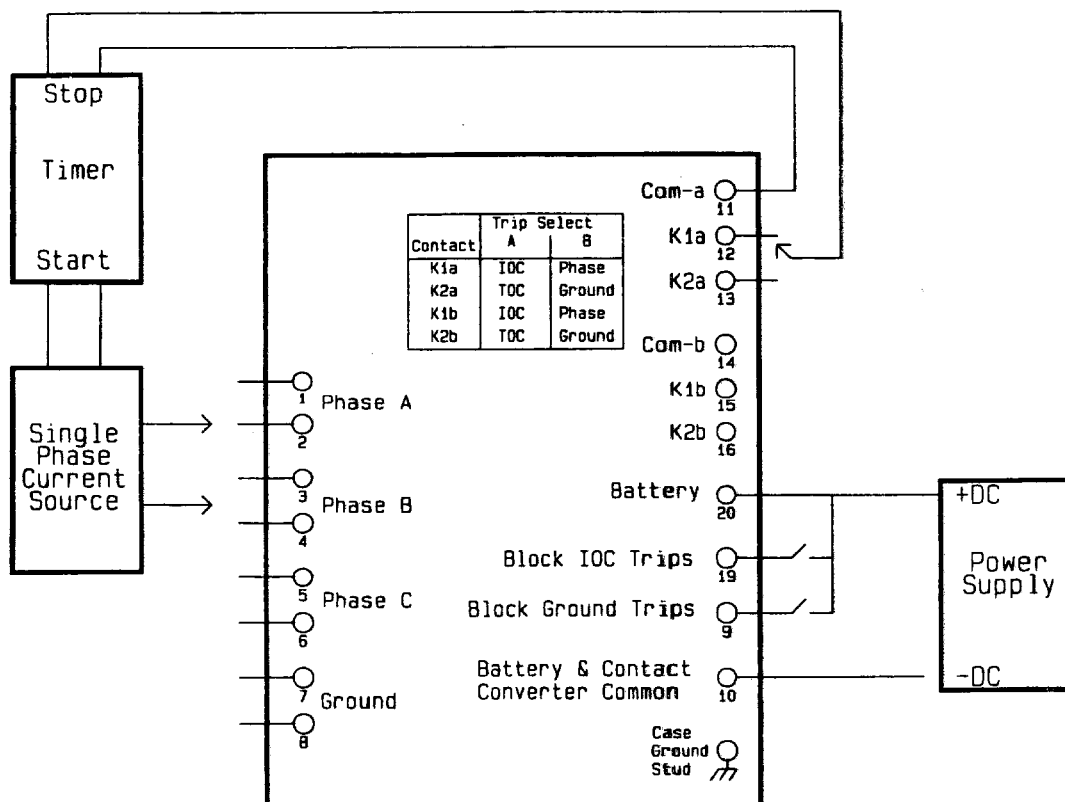 Stop
Timer
Start
Single
Phase
Current
Source
Trip Select
Contact A B
K1a IOC Phase
K2a TOC Ground
K1b IOC Phase
K2b TOC Ground
Com-a
11
K1a
12
K2a
13
Com-b
14
K1b
15
K2b
16
Battery
20
Block IOC Trips
19
Block Ground Trips
9
Battery & Contact
Converter Common
10
Case
Ground
Stud
1
Phase A
2
3
Phase B
4
5
Phase C
6
7
Ground
8
+DC
Power
Supply
-DC